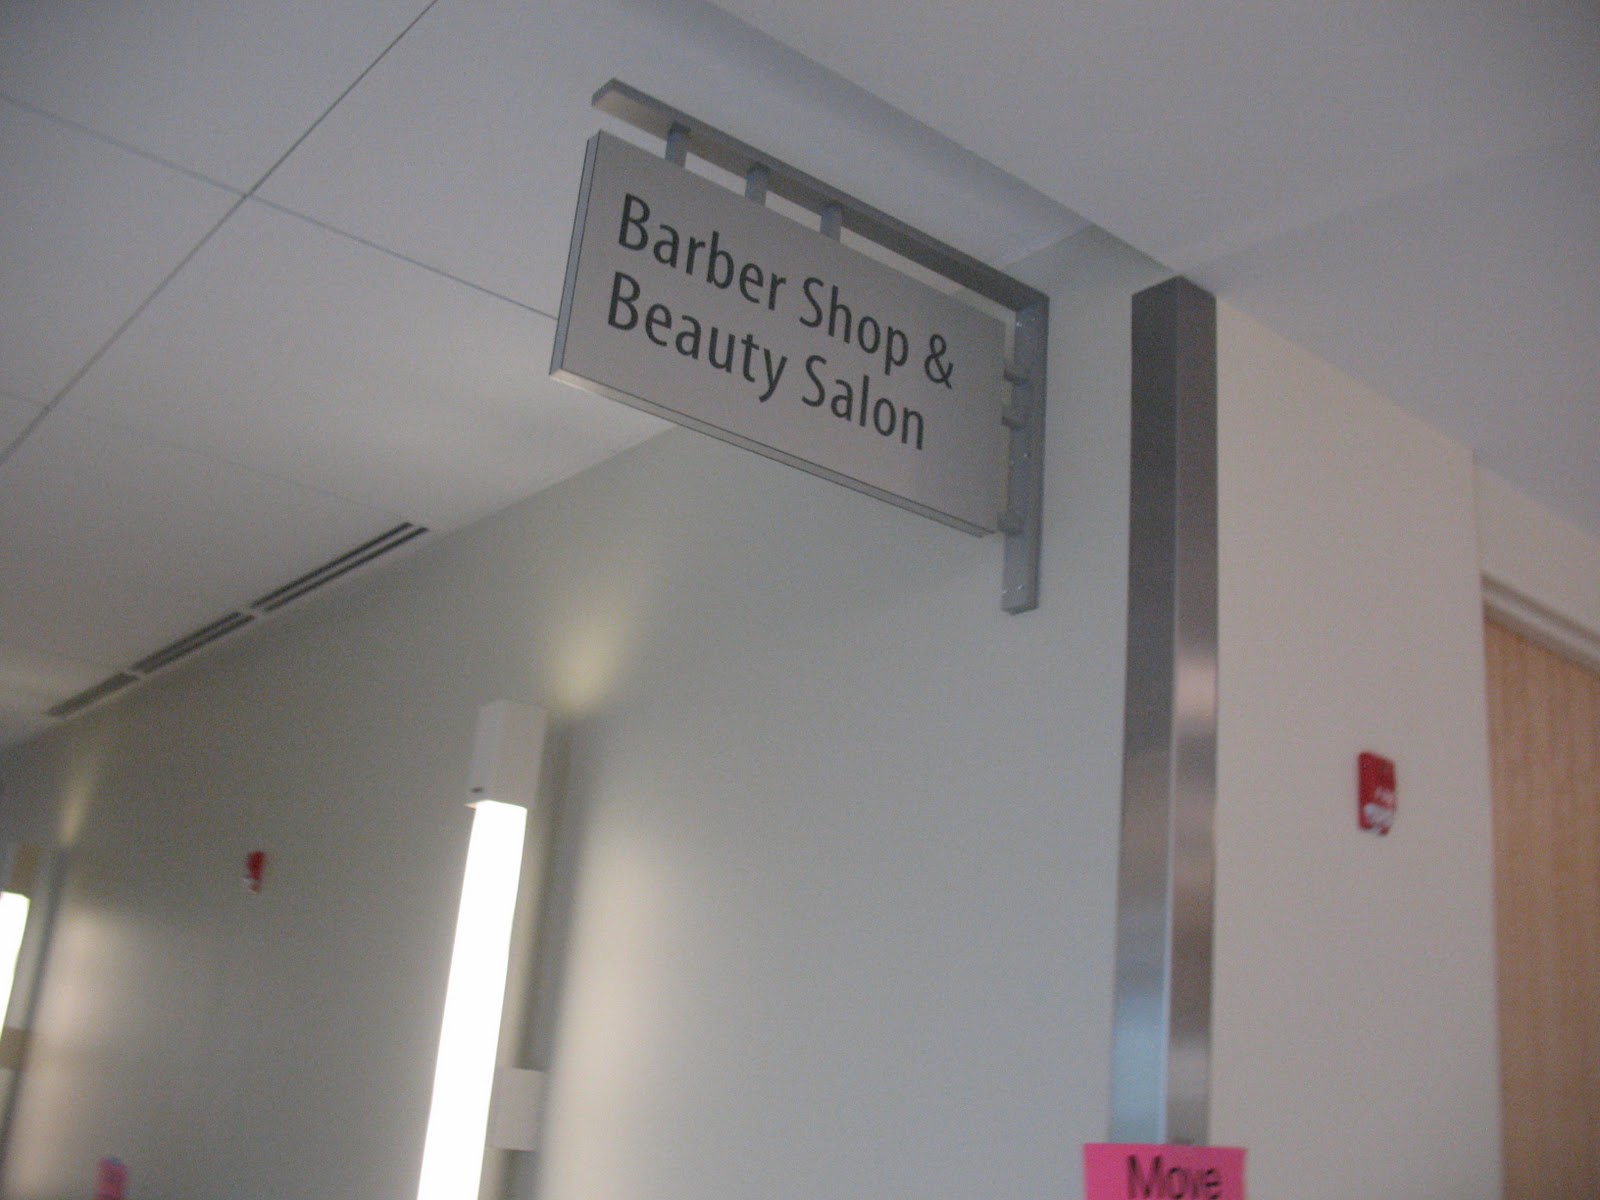 Barber Shop &
Beauty Salon
Move